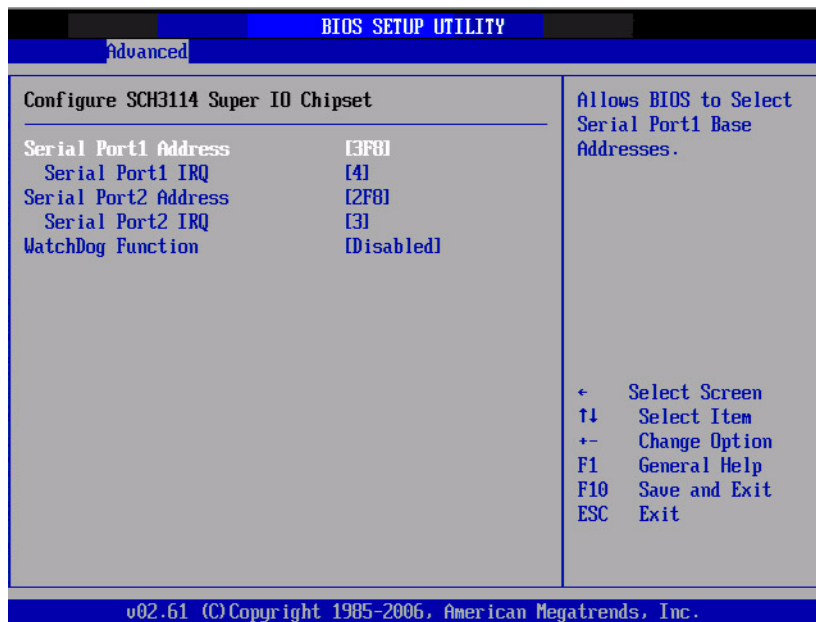 BIOS SETUP UTILITY
Advanced
Configure SCH3114 Super IO Chipset
Serial Port1 Address [3F8]
Serial Port1 IRQ [4]
Serial Port2 Address [2F8]
Serial Port2 IRQ [3]
WatchDog Function [Disabled]
Allows BIOS to Select
Serial Port1 Base
Addresses.
← Select Screen
↑↓ Select Item
+- Change Option
F1 General Help
F10 Save and Exit
ESC Exit
v02.61 (C)Copyright 1985-2006, American Megatrends, Inc.